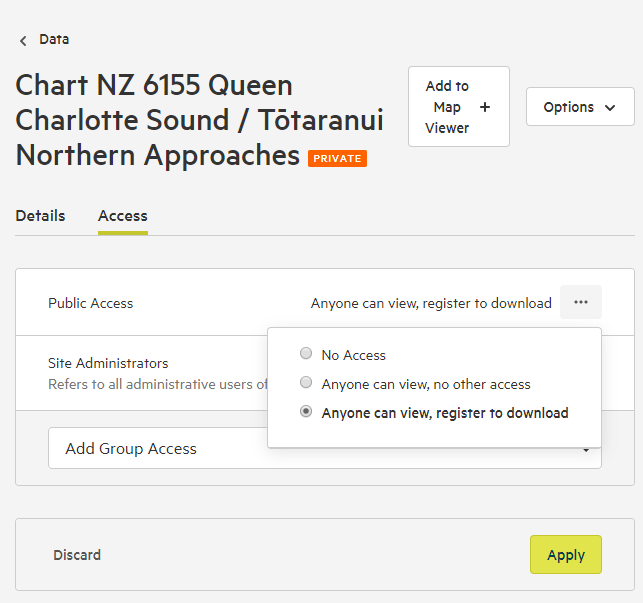 Data
Chart NZ 6155 Queen
Charlotte Sound / Tōtaranui
Northern Approaches PRIVATE
Add to
Map
Viewer
+
Options
Details
Access
Public Access
Anyone can view, register to download
...
Site Administrators
Refers to all administrative users of
No Access
Anyone can view, no other access
Anyone can view, register to download
Add Group Access
Discard
Apply